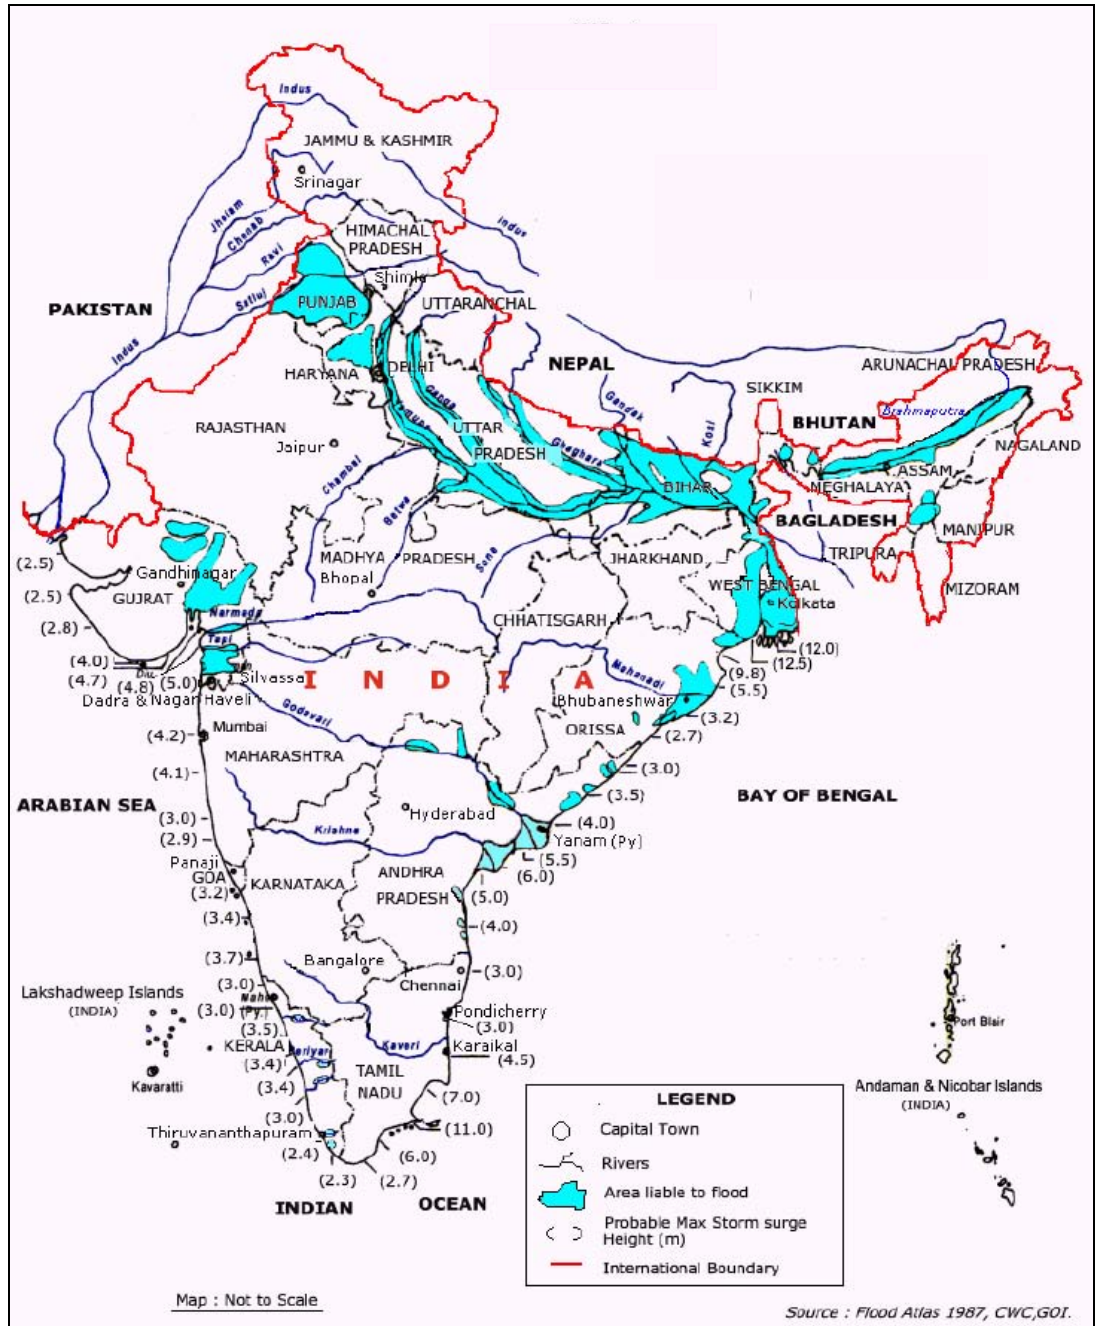 Indus
JAMMU & KASHMIR
Srinagar
Jhelam
Chenab
Indus
HIMACHAL
PRADESH
Ravi
Shimla
Satluj
PUNJAB
UTTARANCHAL
PAKISTAN
Indus
NEPAL
ARUNACHAL PRADESH
HARYANA
DELHI
SIKKIM
Ganga
Gandak
Kosi
BHUTAN
Brahmaputra
RAJASTHAN
Yamuna
UTTAR
PRADESH
Ghaghara
NAGALAND
Jaipur
Chambal
ASSAM
BIHAR
MEGHALAYA
Betwa
BAGLADESH
MANIPUR
MADHYA PRADESH
Sone
JHARKHAND
TRIPURA
(2.5)
Gandhinagar
Bhopal
WEST BENGAL
MIZORAM
(2.5)
GUJRAT
Kolkata
Narmada
CHHATISGARH
(2.8)
Tapi
(12.0)
(4.0)
(12.5)
(4.7)
(4.8)
(5.0)
Silvassa
INDIA
Mahanadi
(9.8)
(5.5)
Dadra & Nagar Haveli
Bhubaneshwar
Godavari
(3.2)
(4.2)
Mumbai
ORISSA
(2.7)
MAHARASHTRA
(4.1)
(3.0)
ARABIAN SEA
(3.5)
BAY OF BENGAL
(3.0)
Hyderabad
(4.0)
(2.9)
Krishna
Yanam (Py)
(5.5)
Panaji
GOA
ANDHRA
PRADESH
(6.0)
(3.2)
KARNATAKA
(5.0)
(3.4)
(4.0)
(3.7)
Bangalore
(3.0)
(3.0)
Chennai
Lakshadweep Islands
(INDIA)
(3.0)
(Py.)
Pondicherry
(3.0)
Port Blair
(3.5)
KERALA
Kaveri
Karaikal
(4.5)
(3.4)
TAMIL
NADU
Kavaratti
(3.4)
(7.0)
Andaman & Nicobar Islands
(INDIA)
(3.0)
Thiruvananthapuram
(11.0)
(2.4)
(6.0)
(2.3)
(2.7)
INDIAN OCEAN
LEGEND
Capital Town
Rivers
Area liable to flood
Probable Max Storm surge
Height (m)
International Boundary
Map : Not to Scale
Source : Flood Atlas 1987, CWC,GOI.